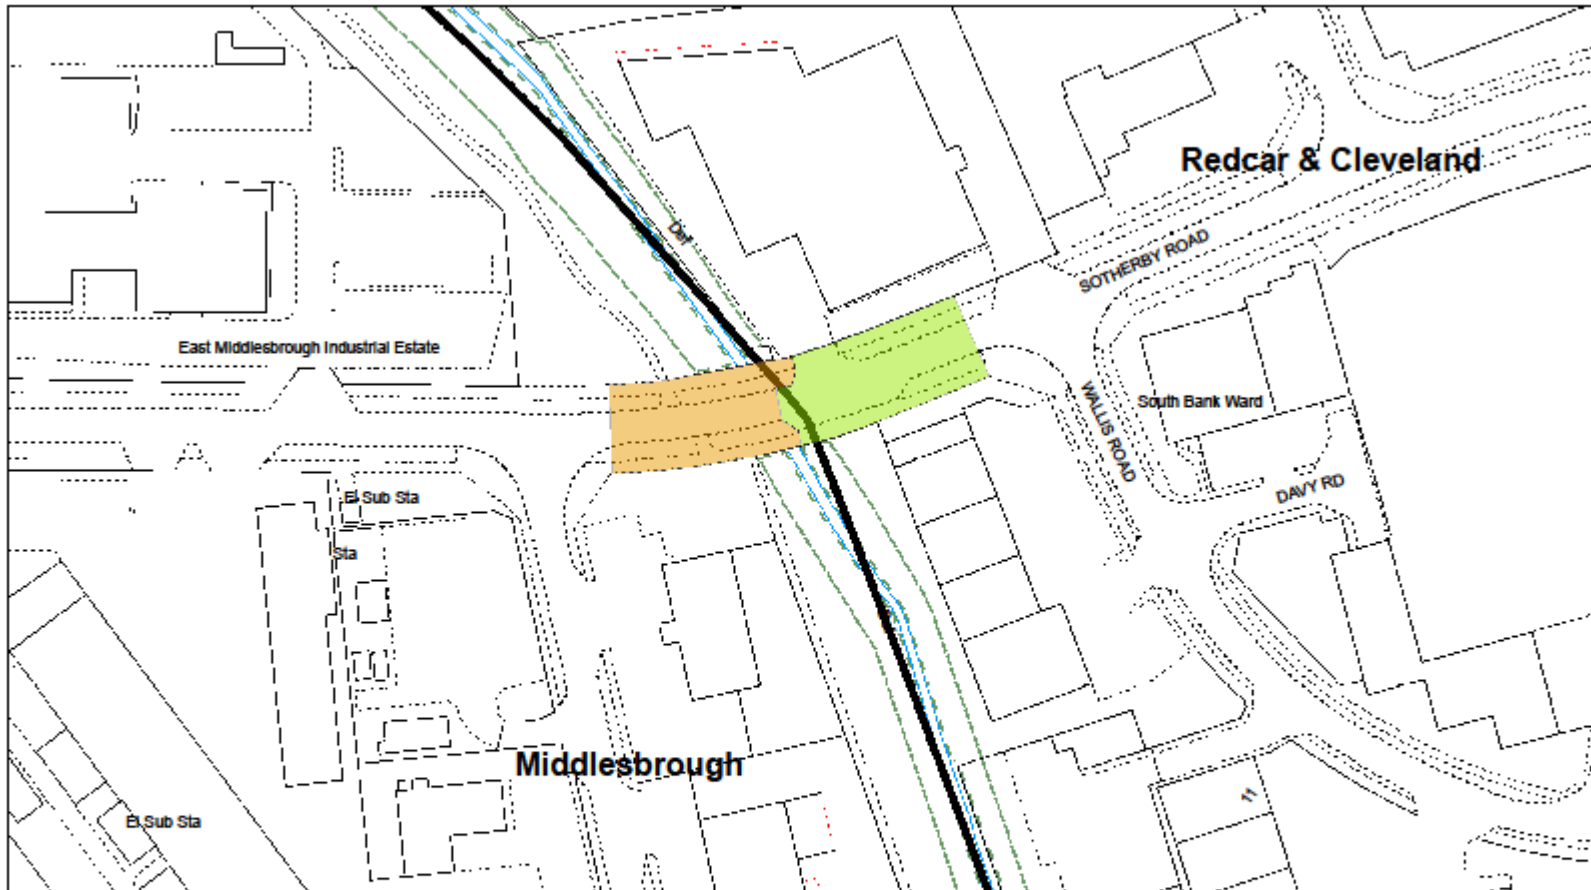 Redcar & Cleveland
Def
SOTHERBY ROAD
East Middlesbrough Industrial Estate
WALLIS ROAD
South Bank Ward
DAVY RD
El Sub Sta
Sta
Middlesbrough
11
El Sub Sta